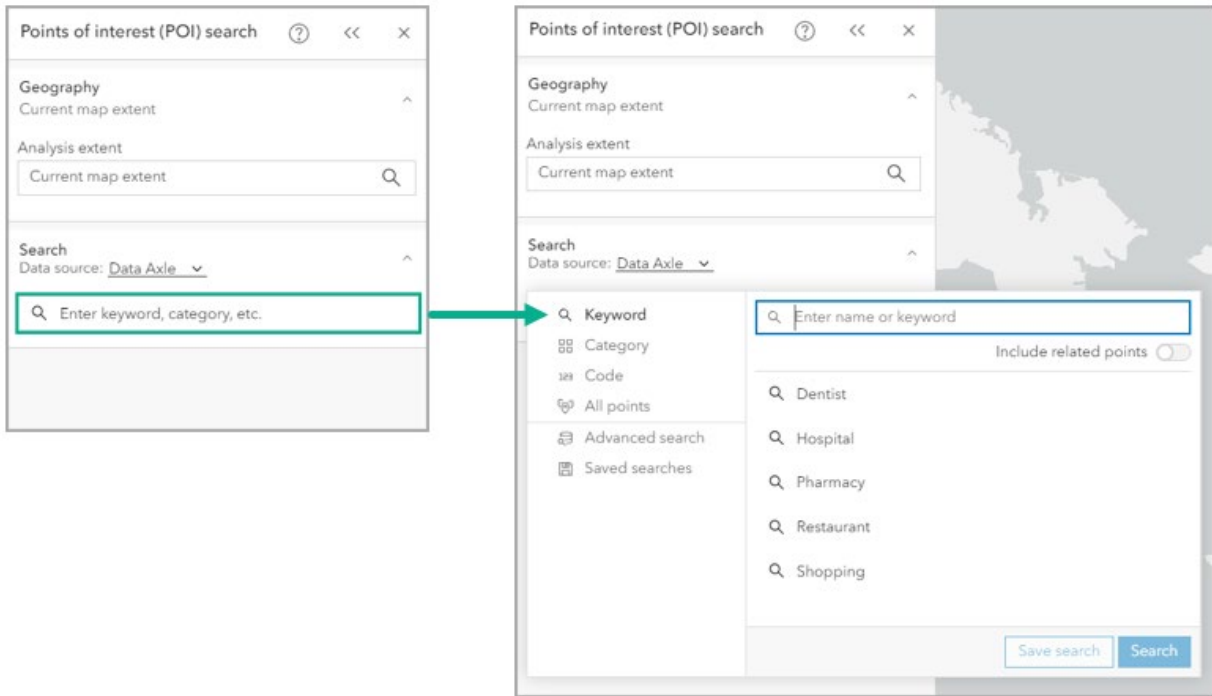 Points of interest (POI) search
Geography
Current map extent
Analysis extent
Current map extent
Search
Data source: Data Axle
Enter keyword, category, etc.
Points of interest (POI) search
Geography
Current map extent
Analysis extent
Current map extent
Search
Data source: Data Axle
Keyword
Category
123 Code
All points
Advanced search
Saved searches
Enter name or keyword
Include related points
Dentist
Hospital
Pharmacy
Restaurant
Shopping
Save search
Search